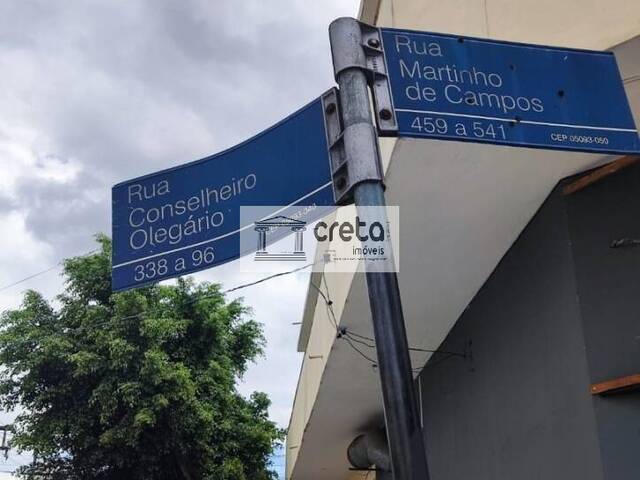 Rua
Martinho
de Campos
459 a 541
CEP 05093-050
Rua
Conselheiro
Olegário
338 a 96
creta
imóveis